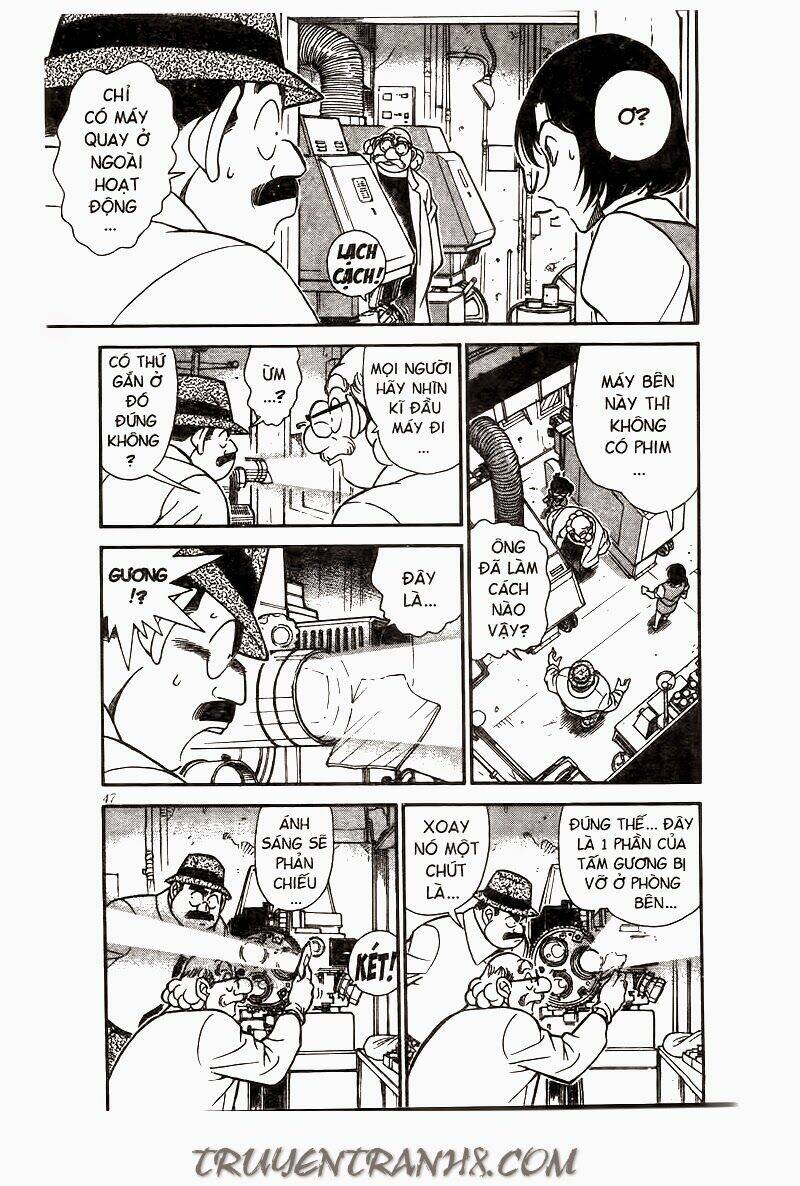 CHỈ
CÓ MÁY
QUAY Ở
NGOÀI
HOẠT
ĐỘNG
...
Ơ?
LẠCH
CẠCH!
CÓ THỨ
GẮN Ở
ĐÓ
ĐÚNG
KHÔNG
?
ỪM
...?
MỌI NGƯỜI
HÃY NHÌN
KĨ ĐẦU
MÁY ĐI
...
MÁY BÊN
NÀY THÌ
KHÔNG
CÓ PHIM
...
ÔNG
ĐÃ LÀM
CÁCH
NÀO
VẬY?
GƯƠNG
!?
ĐÂY
LÀ...
47
ÁNH
SÁNG SẼ
PHẢN
CHIẾU
...
KÉT!
XOAY
NÓ MỘT
CHÚT
LÀ...
ĐÚNG THẾ... ĐÂY
LÀ 1 PHẦN CỦA
TẤM GƯƠNG BỊ
VỠ Ở PHÒNG
BÊN...
TRUYENTRANH8.COM